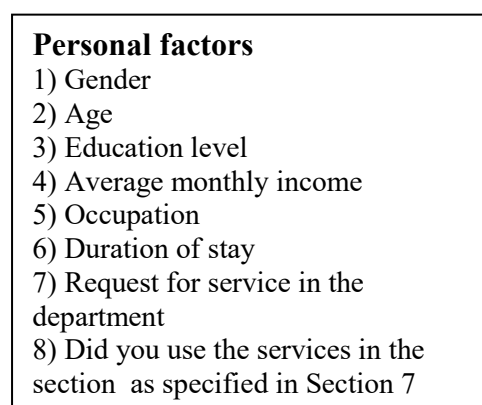 Personal factors
1) Gender
2) Age
3) Education level
4) Average monthly income
5) Occupation
6) Duration of stay
7) Request for service in the
department
8) Did you use the services in the
section  as specified in Section 7